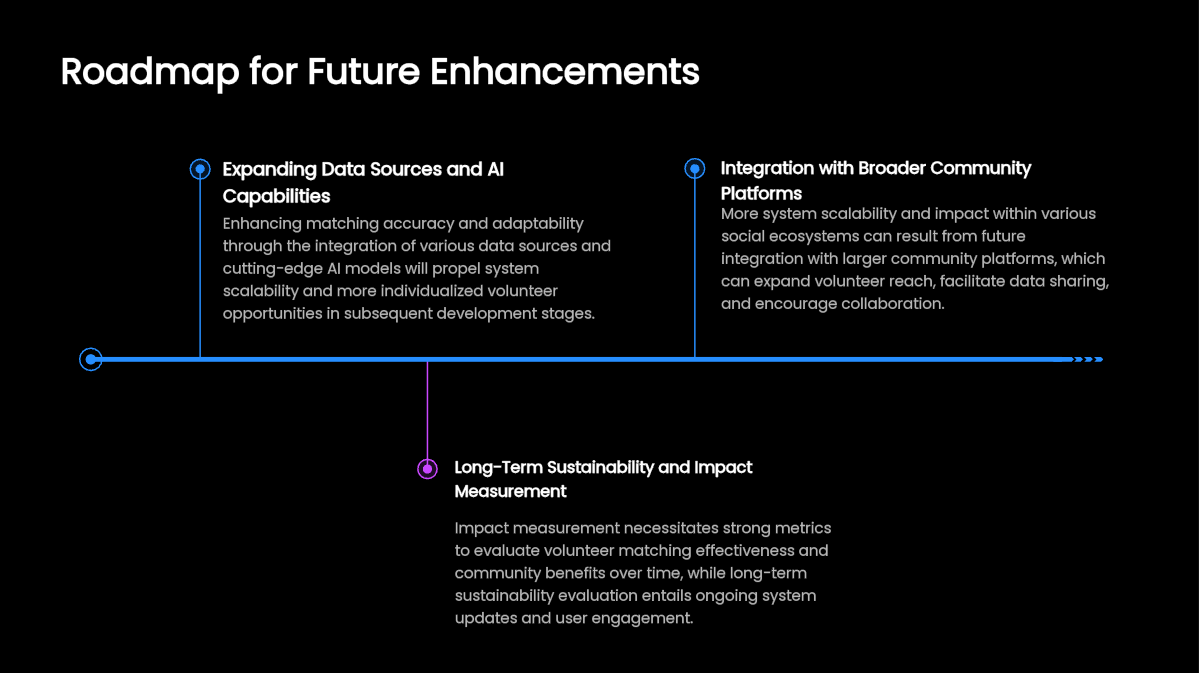 Roadmap for Future Enhancements
Expanding Data Sources and AI
Capabilities
Enhancing matching accuracy and adaptability
through the integration of various data sources and
cutting-edge AI models will propel system
scalability and more individualized volunteer
opportunities in subsequent development stages.
Integration with Broader Community
Platforms
More system scalability and impact within various
social ecosystems can result from future
integration with larger community platforms, which
can expand volunteer reach, facilitate data sharing,
and encourage collaboration.
Long-Term Sustainability and Impact
Measurement
Impact measurement necessitates strong metrics
to evaluate volunteer matching effectiveness and
community benefits over time, while long-term
sustainability evaluation entails ongoing system
updates and user engagement.